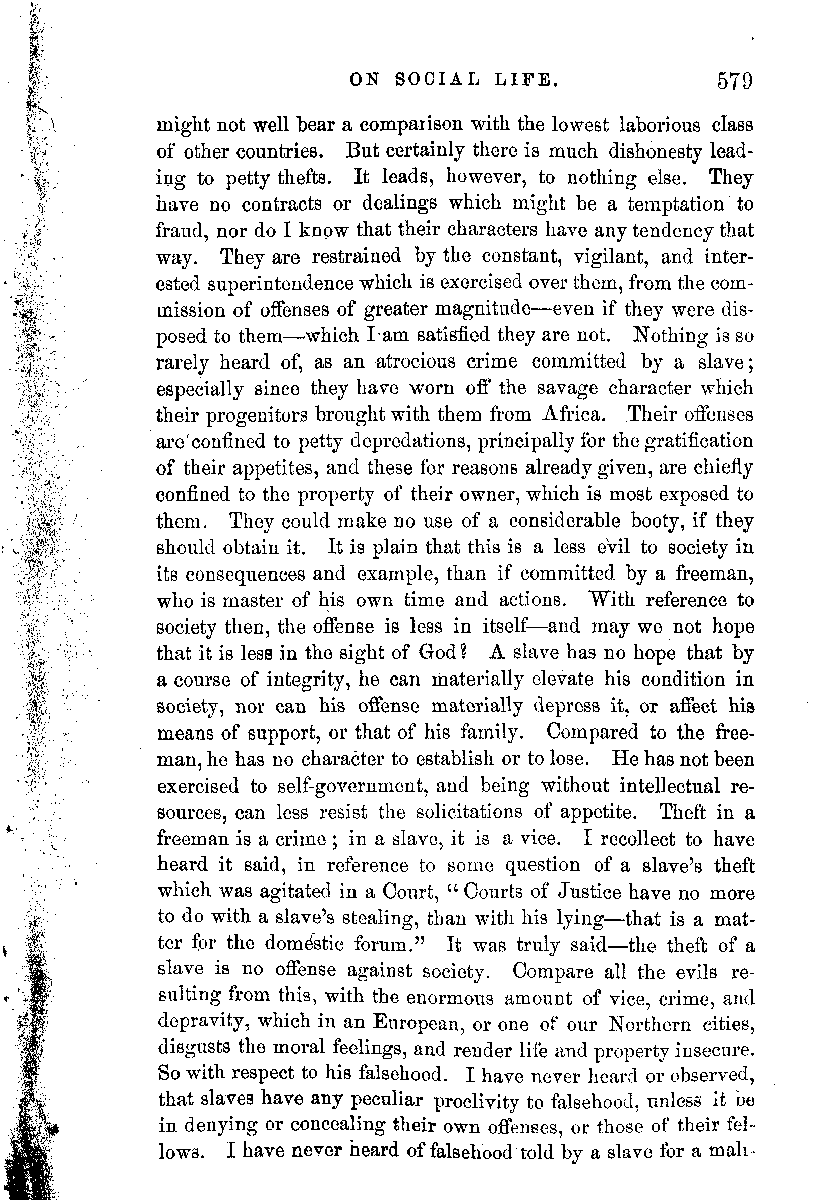 ON SOCIAL LIFE. 579
might not well bear a comparison with the lowest laborious class
of other countries. But certainly there is much dishonesty lead-
ing to petty thefts. It leads, however, to nothing else. They
have no contracts or dealings which might be a temptation to
fraud, nor do I know that their characters have any tendency that
way. They are restrained by the constant, vigilant, and inter-
ested superintendence which is exercised over them, from the com-
mission of offenses of greater magnitude—even if they were dis-
posed to them—which I am satisfied they are not. Nothing is so
rarely heard of, as an atrocious crime committed by a slave;
especially since they have worn off the savage character which
their progenitors brought with them from Africa. Their offenses
are confined to petty depredations, principally for the gratification
of their appetites, and these for reasons already given, are chiefly
confined to the property of their owner, which is most exposed to
them. They could make no use of a considerable booty, if they
should obtain it. It is plain that this is a less evil to society in
its consequences and example, than if committed by a freeman,
who is master of his own time and actions. With reference to
society then, the offense is less in itself—and may we not hope
that it is less in the sight of God? A slave has no hope that by
a course of integrity, he can materially elevate his condition in
society, nor can his offense materially depress it, or affect his
means of support, or that of his family. Compared to the free-
man, he has no character to establish or to lose. He has not been
exercised to self-government, and being without intellectual re-
sources, can less resist the solicitations of appetite. Theft in a
freeman is a crime; in a slave, it is a vice. I recollect to have
heard it said, in reference to some question of a slave's theft
which was agitated in a Court, "Courts of Justice have no more
to do with a slave's stealing, than with his lying—that is a mat-
ter for the domestic forum." It was truly said—the theft of a
slave is no offense against society. Compare all the evils re-
sulting from this, with the enormous amount of vice, crime, and
depravity, which in an European, or one of our Northern cities,
disgusts the moral feelings, and render life and property insecure.
So with respect to his falsehood. I have never heard or observed,
that slaves have any peculiar proclivity to falsehood, unless it be
in denying or concealing their own offenses, or those of their fel-
lows. I have never heard of falsehood told by a slave for a mali-